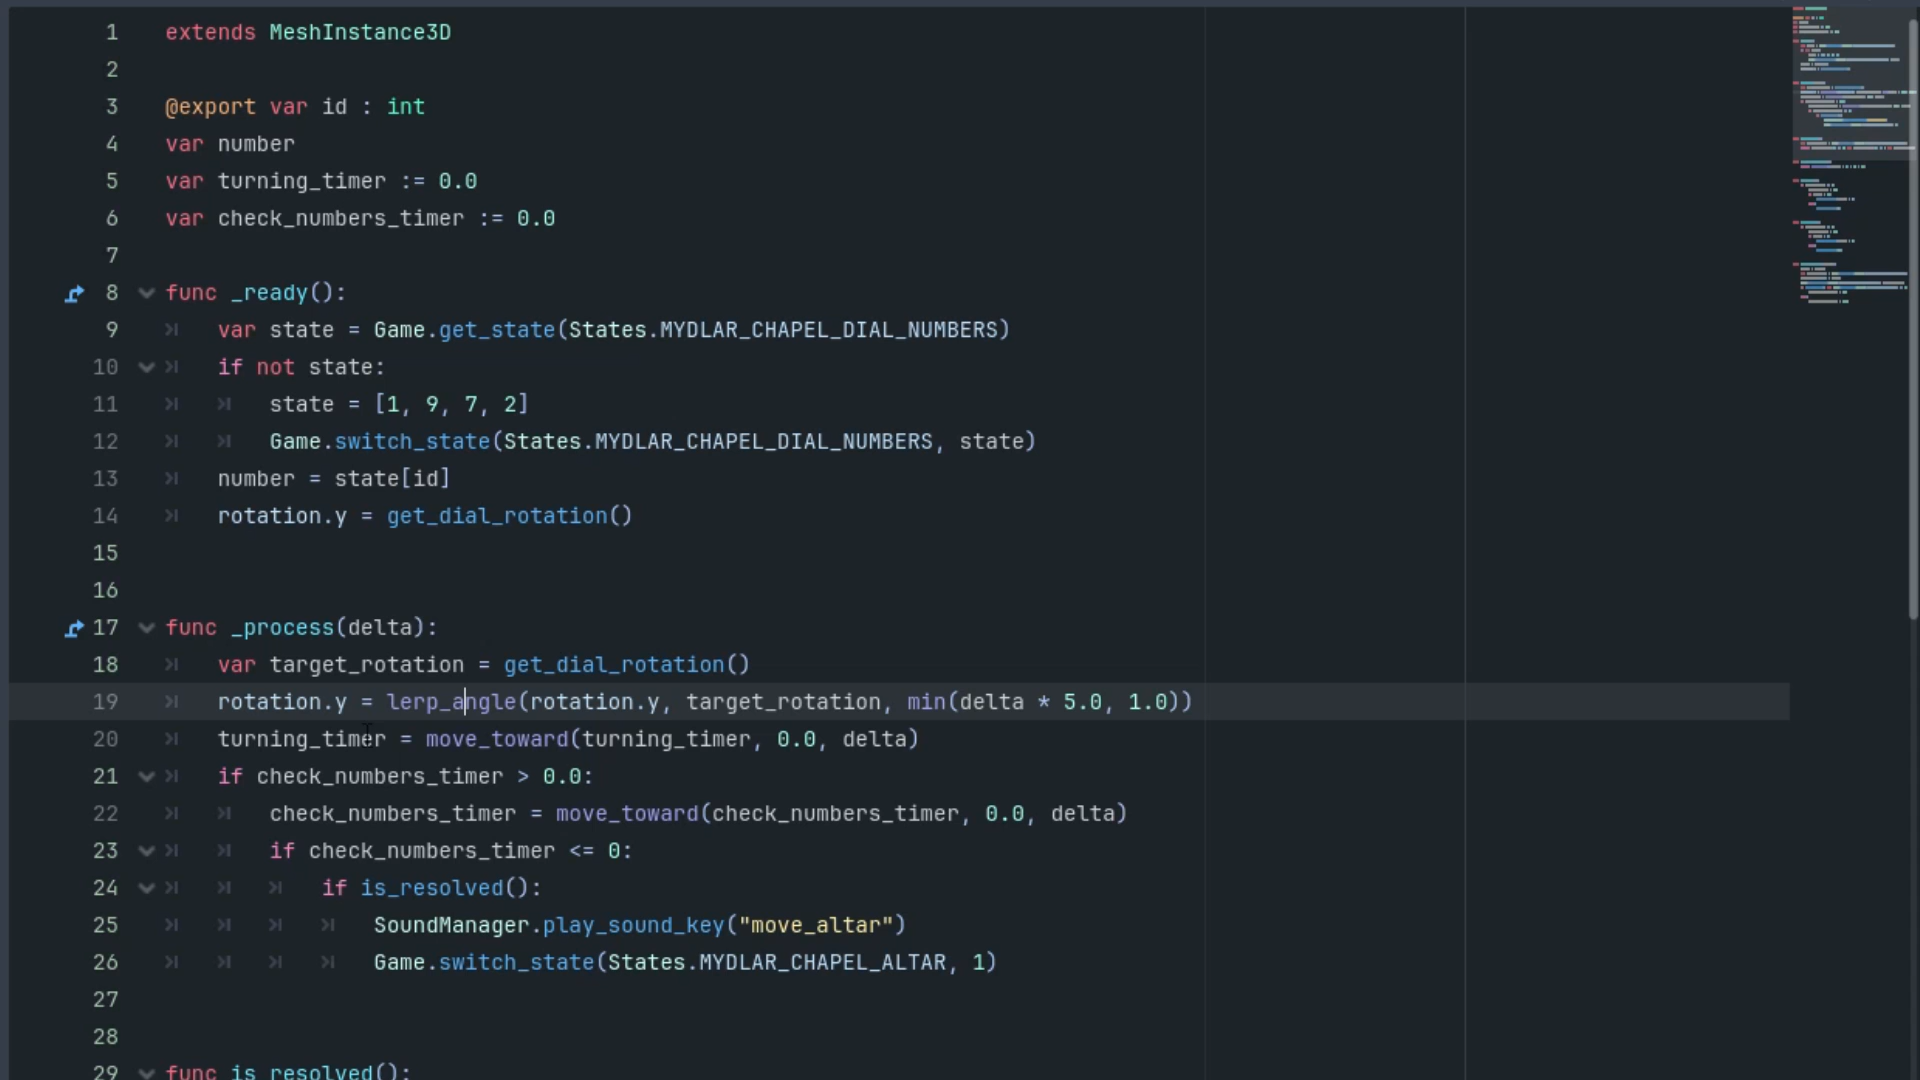 1 extends MeshInstance3D
2
3 @export var id : int
4 var number
5 var turning_timer := 0.0
6 var check_numbers_timer := 0.0
7
8 func _ready():
9 var state = Game.get_state(States.MYDLAR_CHAPEL_DIAL_NUMBERS)
10 if not state:
11 state = [1, 9, 7, 2]
12 Game.switch_state(States.MYDLAR_CHAPEL_DIAL_NUMBERS, state)
13 number = state[id]
14 rotation.y = get_dial_rotation()
15
16
17 func _process(delta):
18 var target_rotation = get_dial_rotation()
19 rotation.y = lerp_angle(rotation.y, target_rotation, min(delta * 5.0, 1.0))
20 turning_timer = move_toward(turning_timer, 0.0, delta)
21 if check_numbers_timer > 0.0:
22 check_numbers_timer = move_toward(check_numbers_timer, 0.0, delta)
23 if check_numbers_timer <= 0:
24 if is_resolved():
25 SoundManager.play_sound_key("move_altar")
26 Game.switch_state(States.MYDLAR_CHAPEL_ALTAR, 1)
27
28
29 func is_resolved():